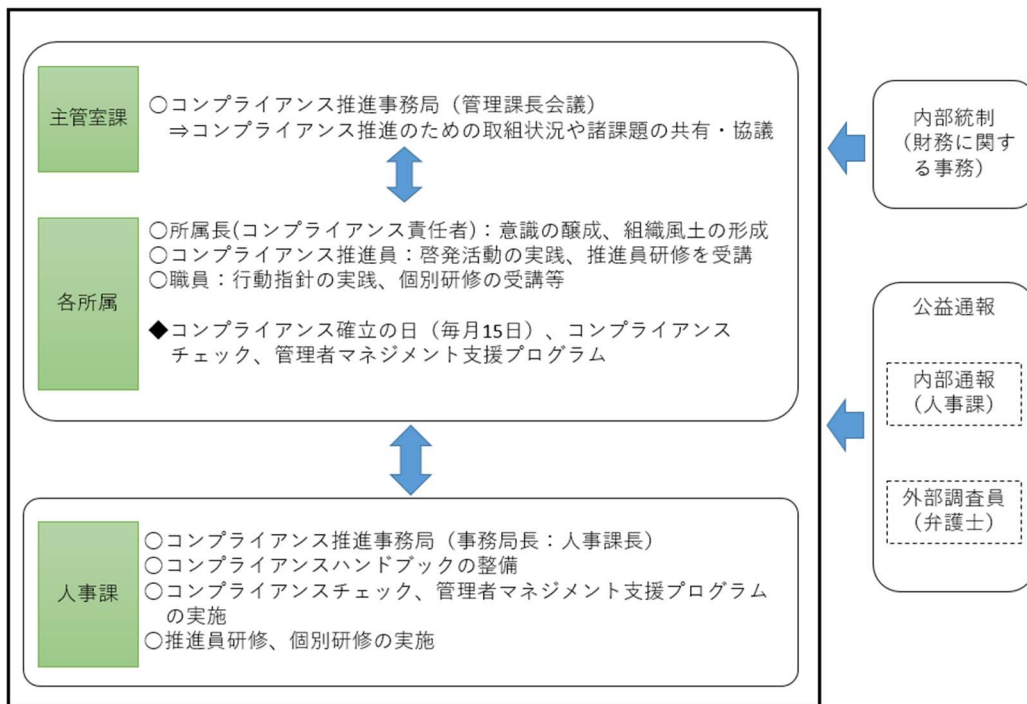 主管室課
○コンプライアンス推進事務局（管理課長会議）
⇒コンプライアンス推進のための取組状況や諸課題の共有・協議
各所属
○所属長(コンプライアンス責任者)：意識の醸成、組織風土の形成
○コンプライアンス推進員：啓発活動の実践、推進員研修を受講
○職員：行動指針の実践、個別研修の受講等
◆コンプライアンス確立の日（毎月15日）、コンプライアンス
チェック、管理者マネジメント支援プログラム
人事課
○コンプライアンス推進事務局（事務局長：人事課長）
○コンプライアンスハンドブックの整備
○コンプライアンスチェック、管理者マネジメント支援プログラム
の実施
○推進員研修、個別研修の実施
内部統制
（財務に関す
る事務）
公益通報
内部通報
（人事課）
外部調査員
（弁護士）